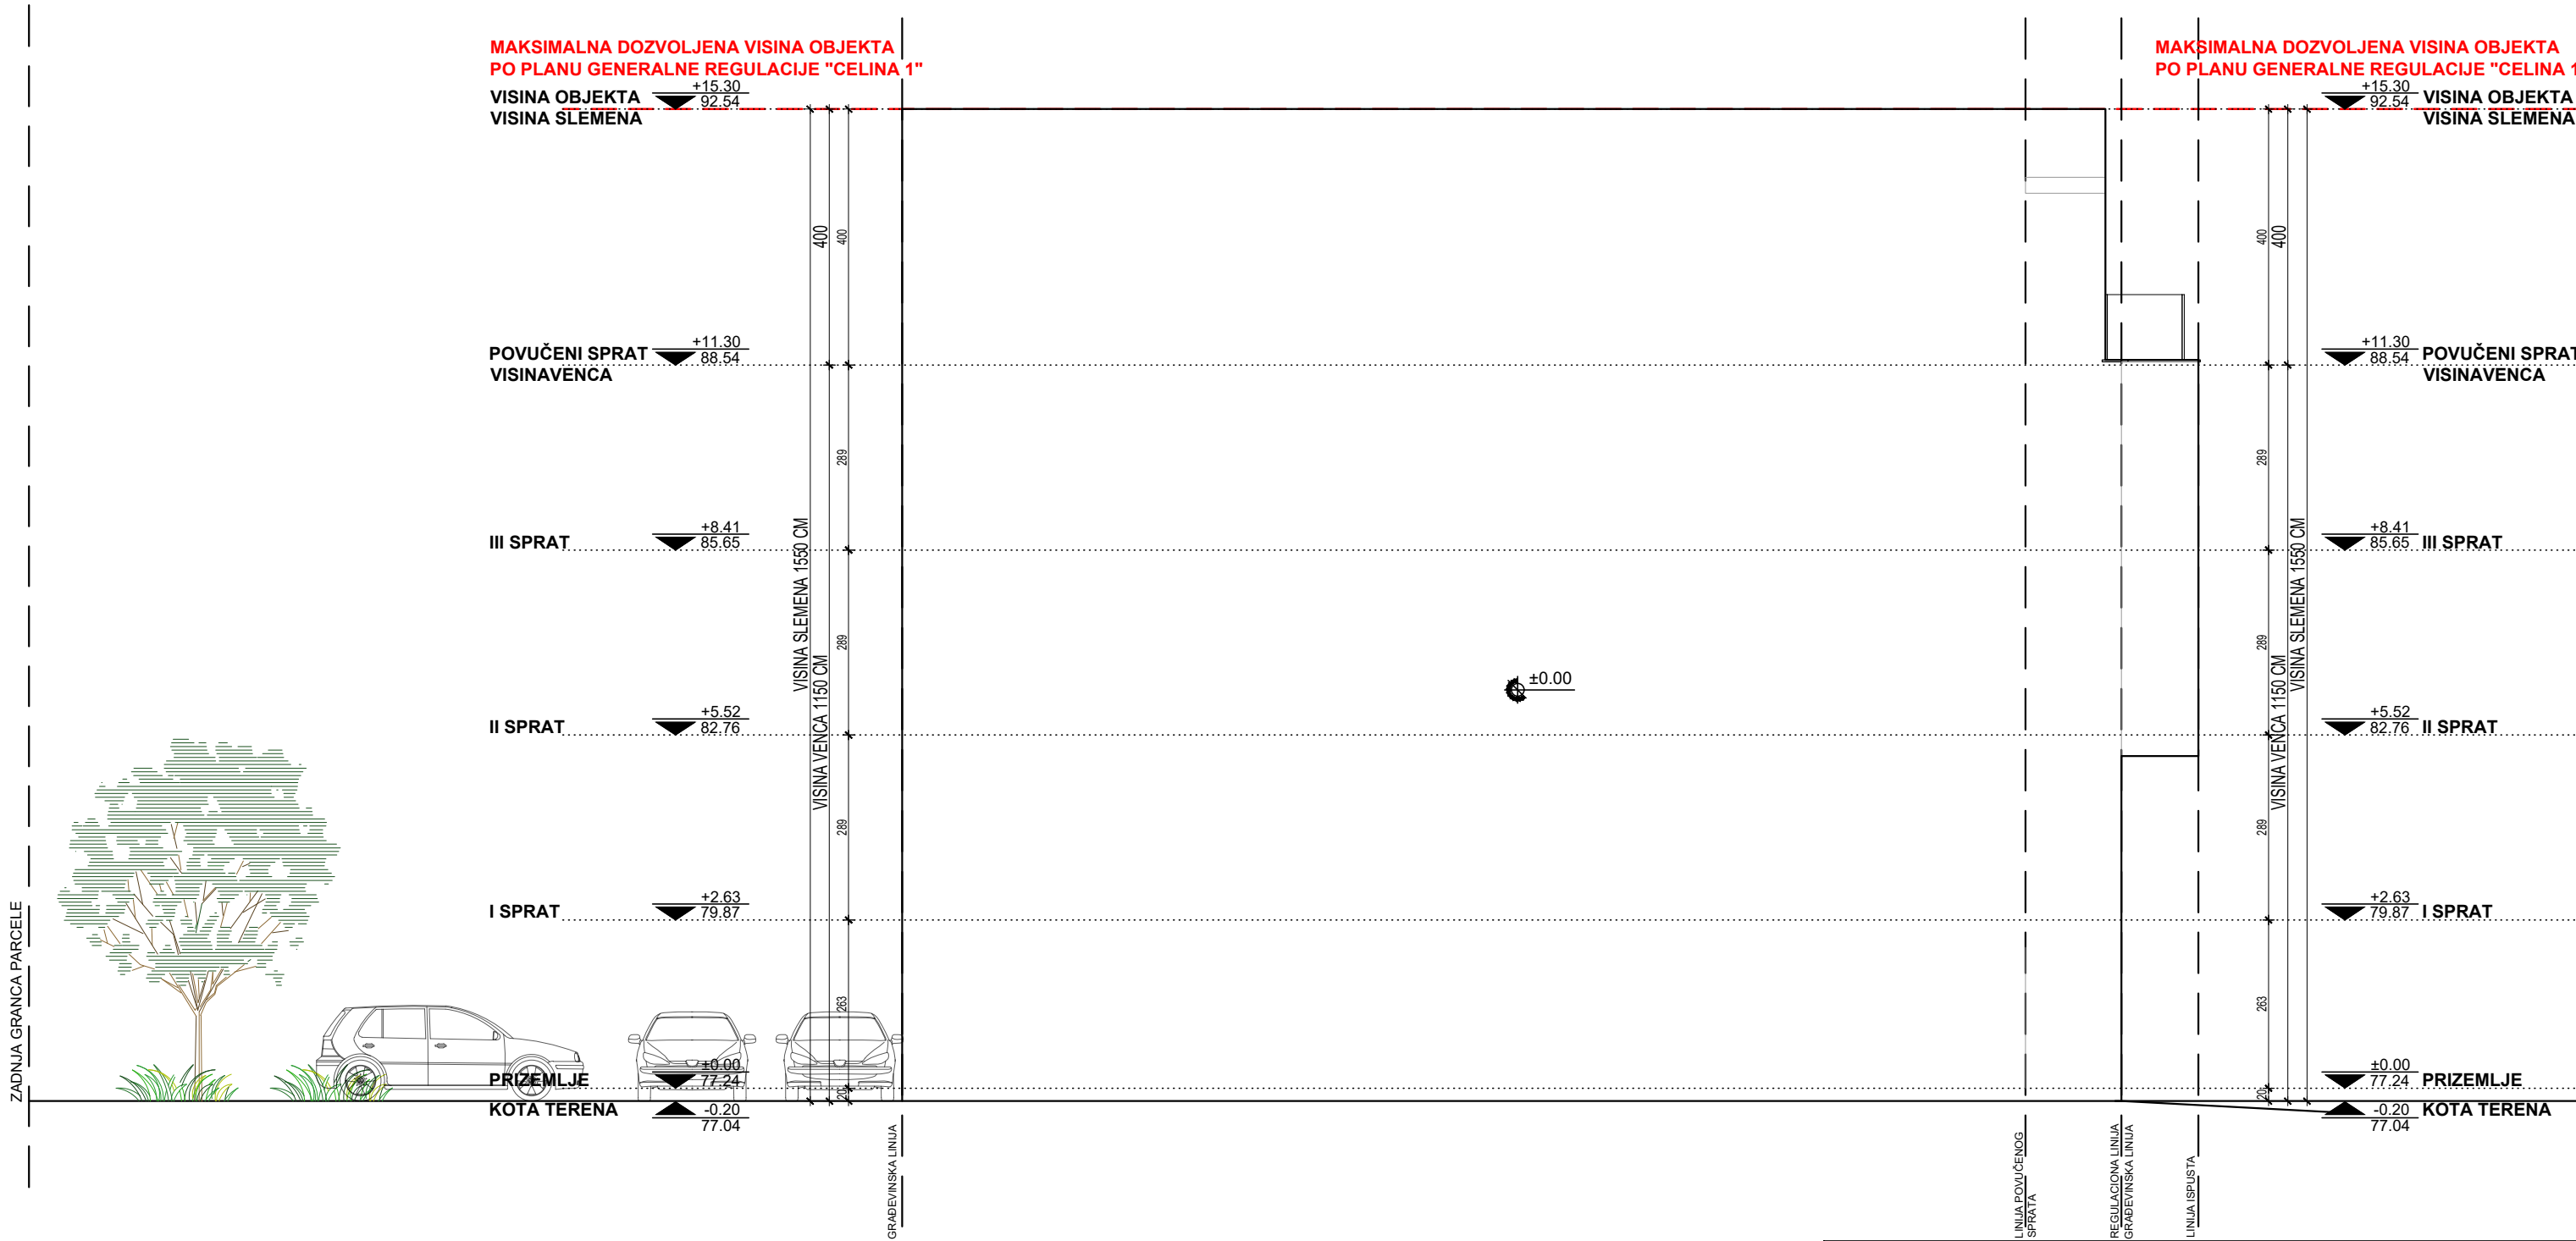 MAKSIMALNA DOZVOLJENA VISINA OBJEKTA
PO PLANU GENERALNE REGULACIJE "CELINA 1"
VISINA OBJEKTA
VISINA SLEMENA
+15.30
92.54
POVUČENI SPRAT
VISINAVENCA
+11.30
88.54
III SPRAT
+8.41
85.65
II SPRAT
+5.52
82.76
I SPRAT
+2.63
79.87
PRIZEMLJE
±0.00
77.24
KOTA TERENA
-0.20
77.04
VISINA SLEMENA 1550 CM
400
VISINA VENCA 1150 CM
400
289
289
289
263
20
ZADNJA GRANCA PARCELE
GRAĐEVINSKA LINIJA
±0.00
LINIJA POVUČENOG
SPRATA
REGULACIONA LINIJA
GRAĐEVINSKA LINIJA
LINIJA ISPUSTA
MAKSIMALNA DOZVOLJENA VISINA OBJEKTA
PO PLANU GENERALNE REGULACIJE "CELINA 1
+15.30
92.54
VISINA OBJEKTA
VISINA SLEMENA
+11.30
88.54
POVUČENI SPRAT
VISINAVENCA
+8.41
85.65
III SPRAT
+5.52
82.76
II SPRAT
+2.63
79.87
I SPRAT
±0.00
77.24
PRIZEMLJE
-0.20
77.04
KOTA TERENA
400
289
289
289
263
20
400
VISINA VENCA 1150 CM
VISINA SLEMENA 1550 CM